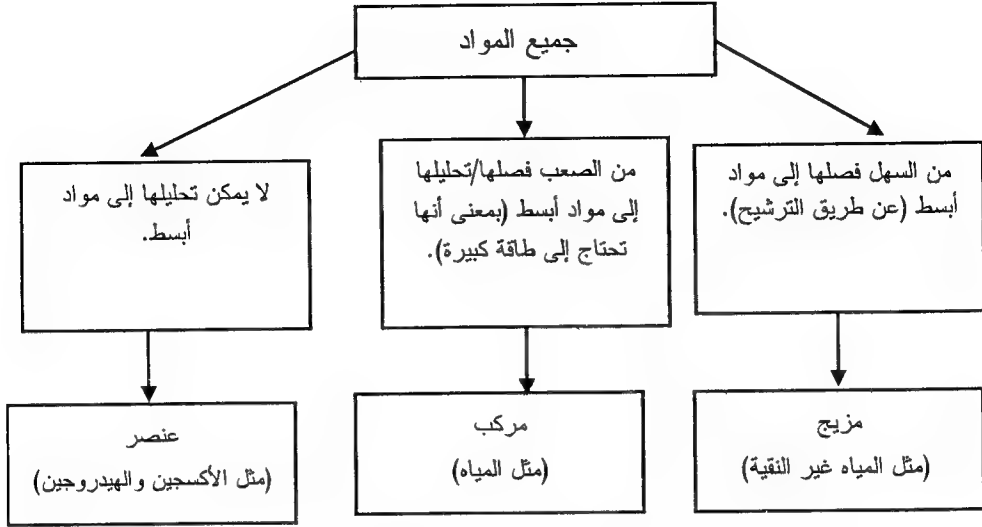 جميع المواد
من السهل فصلها إلى مواد
أبسط (عن طريق الترشيح).
من الصعب فصلها/تحليلها
إلى مواد أبسط (بمعنى أنها
تحتاج إلى طاقة كبيرة).
لا يمكن تحليلها إلى مواد
أبسط.
مزيج
(مثل المياه غير النقية)
مركب
(مثل المياه)
عنصر
(مثل الأكسجين والهيدروجين)